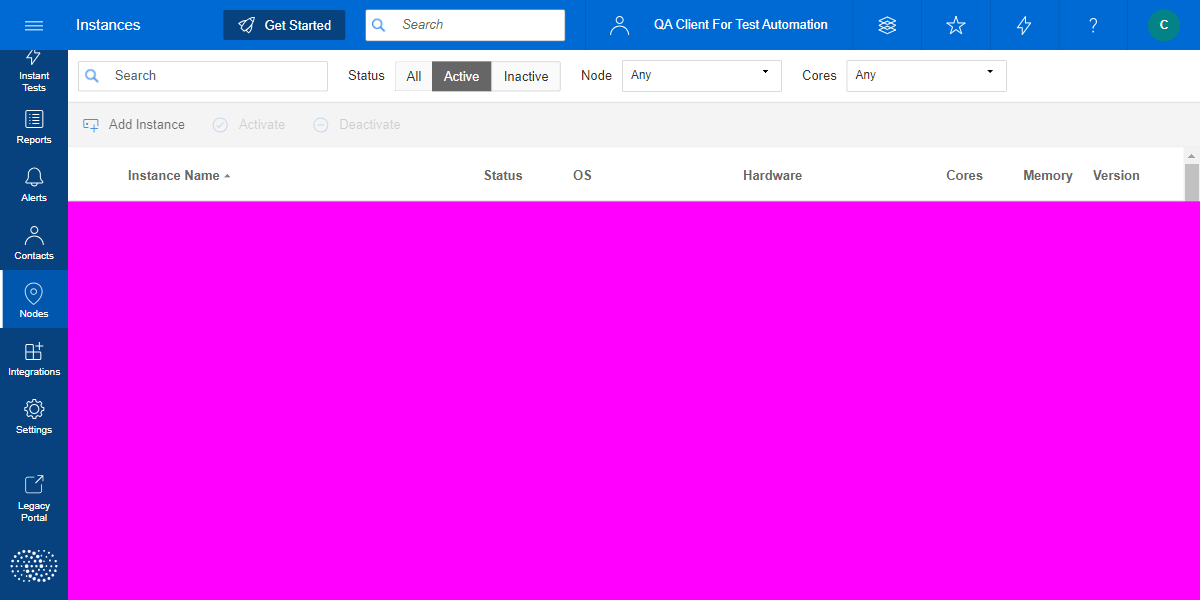 Instances
Get Started
Search
QA Client For Test Automation
?
C
Instant
Tests
Reports
Alerts
Contacts
Nodes
Integrations
Settings
Legacy
Portal
Search
Status
All
Active
Inactive
Node
Any
Cores
Any
Add Instance
Activate
Deactivate
Instance Name
Status
OS
Hardware
Cores
Memory
Version